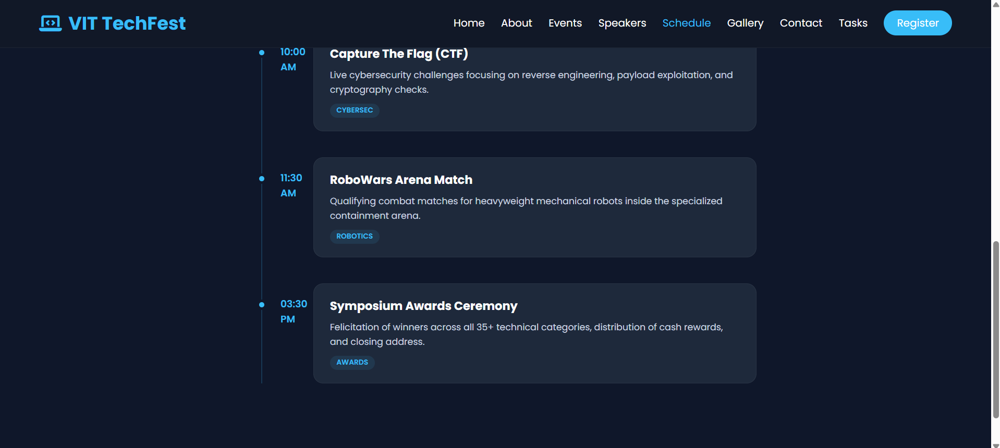 VIT TechFest
Home About Events Speakers Schedule Gallery Contact Tasks Register
10:00
AM
Capture The Flag (CTF)
Live cybersecurity challenges focusing on reverse engineering, payload exploitation, and
cryptography checks.
CYBERSEC
11:30
AM
RoboWars Arena Match
Qualifying combat matches for heavyweight mechanical robots inside the specialized
containment arena.
ROBOTICS
03:30
PM
Symposium Awards Ceremony
Felicitation of winners across all 35+ technical categories, distribution of cash rewards,
and closing address.
AWARDS